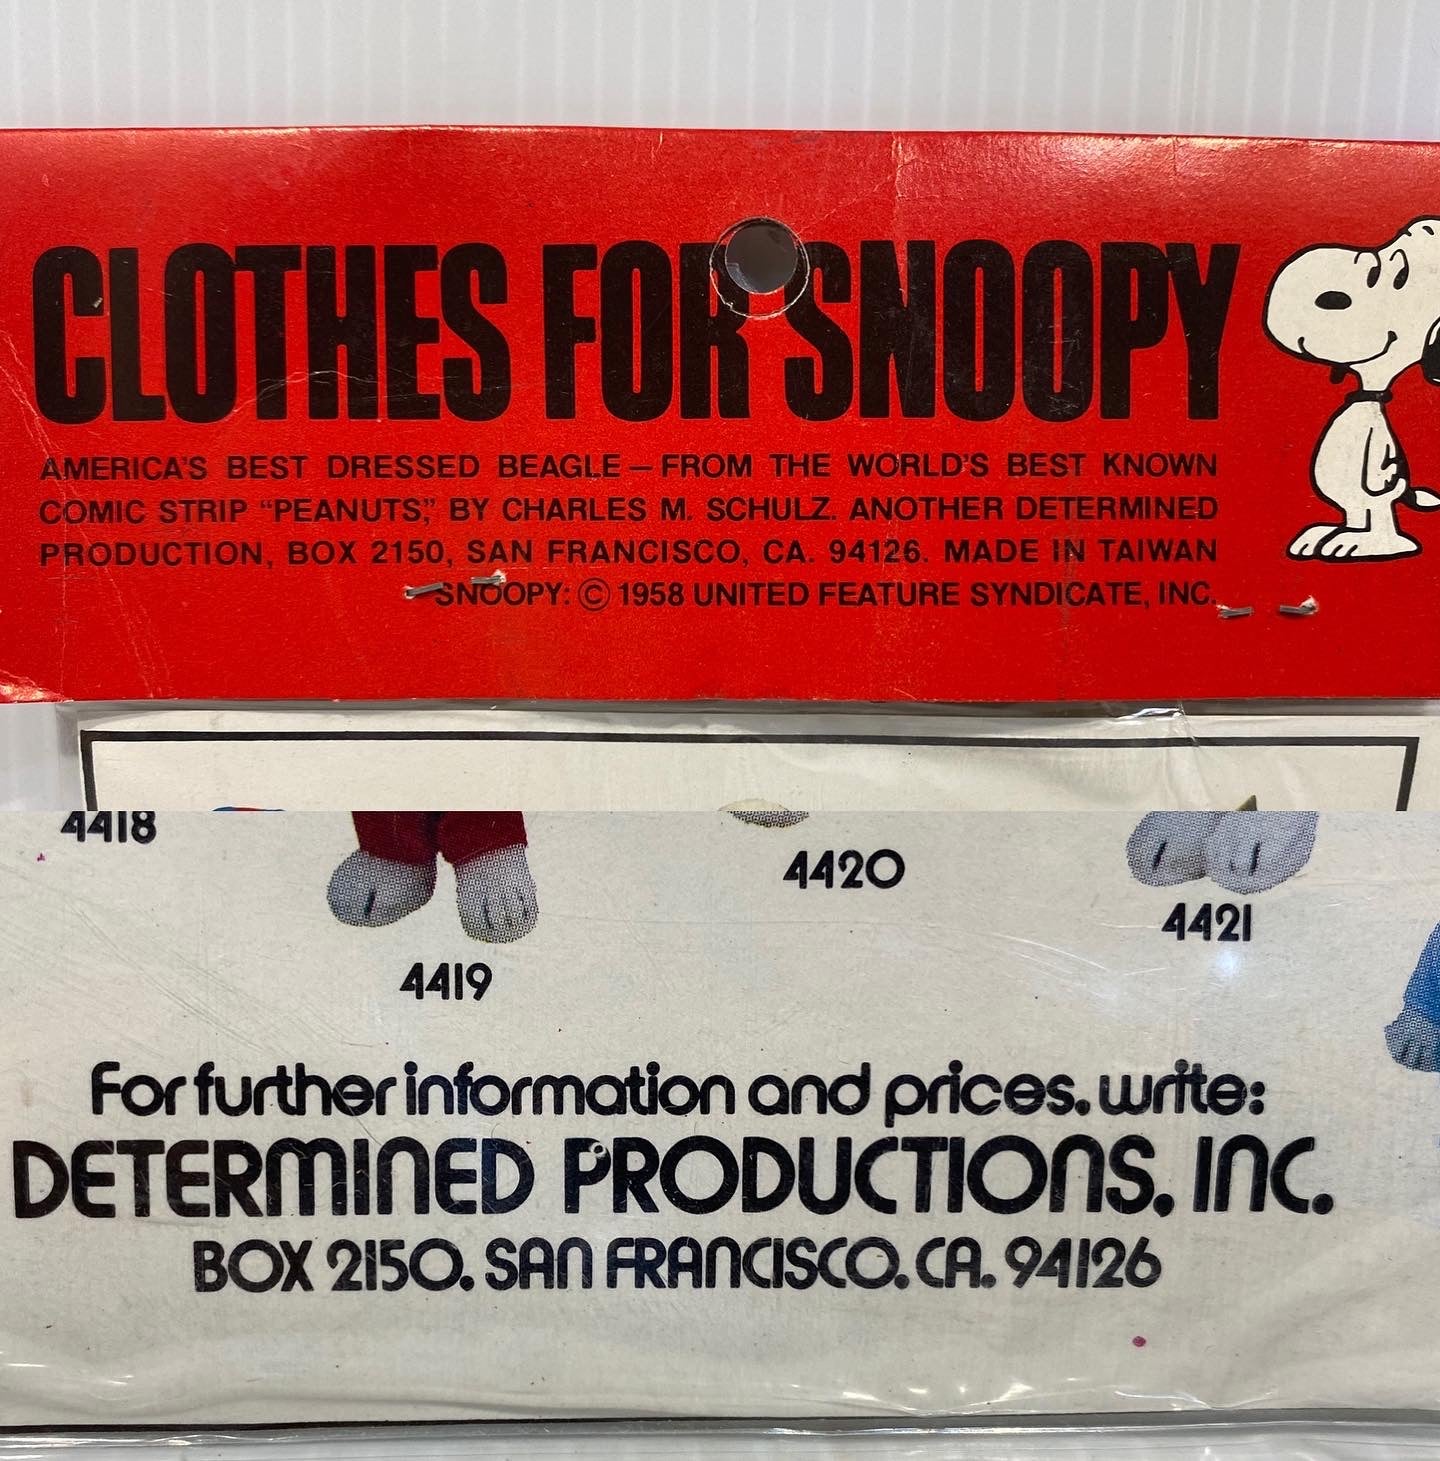 CLOTHES FOR SNOOPY
AMERICA'S BEST DRESSED BEAGLE — FROM THE WORLD'S BEST KNOWN
COMIC STRIP “PEANUTS,” BY CHARLES M. SCHULZ. ANOTHER DETERMINED
PRODUCTION, BOX 2150, SAN FRANCISCO, CA. 94126. MADE IN TAIWAN
SNOOPY: © 1958 UNITED FEATURE SYNDICATE, INC.
4418
4420
4421
4419
For further information and prices, write:
DETERMINED PRODUCTIONS, INC.
BOX 2150, SAN FRANCISCO, CA. 94126